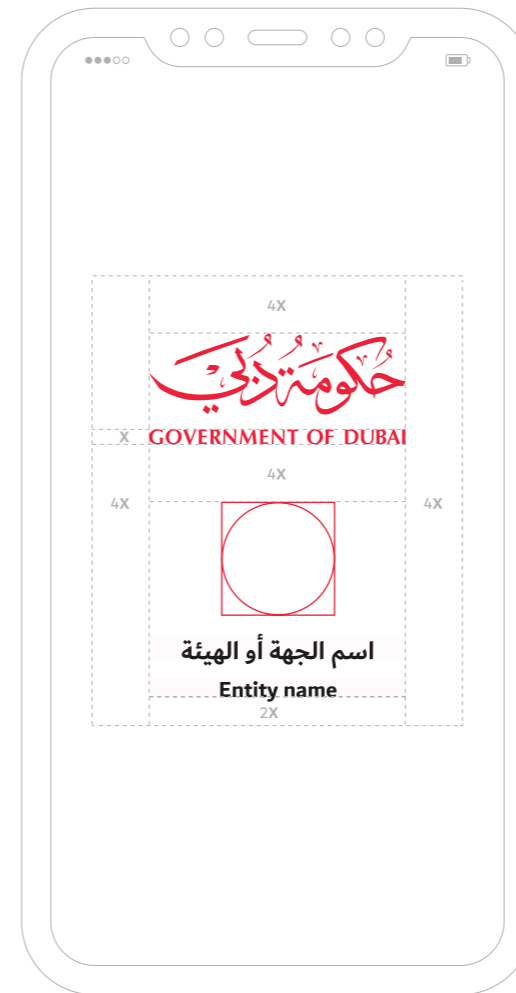 4X
حكومة دبي
X
GOVERNMENT OF DUBAI
4X
4X
4X
اسم الجهة أو الهيئة
Entity name
2X